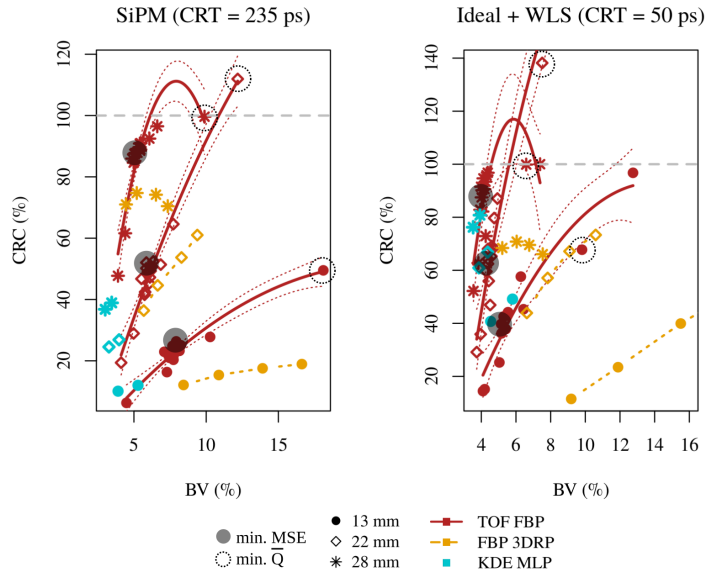 SiPM (CRT = 235 ps)
Ideal + WLS (CRT = 50 ps)
CRC (%)
120
100
80
60
40
20
5
10
15
BV (%)
CRC (%)
140
120
100
80
60
40
20
4
6
8
10
12
14
16
BV (%)
min. MSE
min. Q̅
13 mm
22 mm
28 mm
TOF FBP
FBP 3DRP
KDE MLP